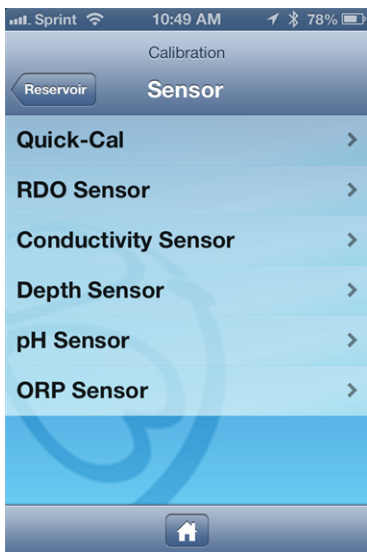 Sprint 10:49 AM 78%
Calibration
Reservoir Sensor
Quick-Cal
RDO Sensor
Conductivity Sensor
Depth Sensor
pH Sensor
ORP Sensor